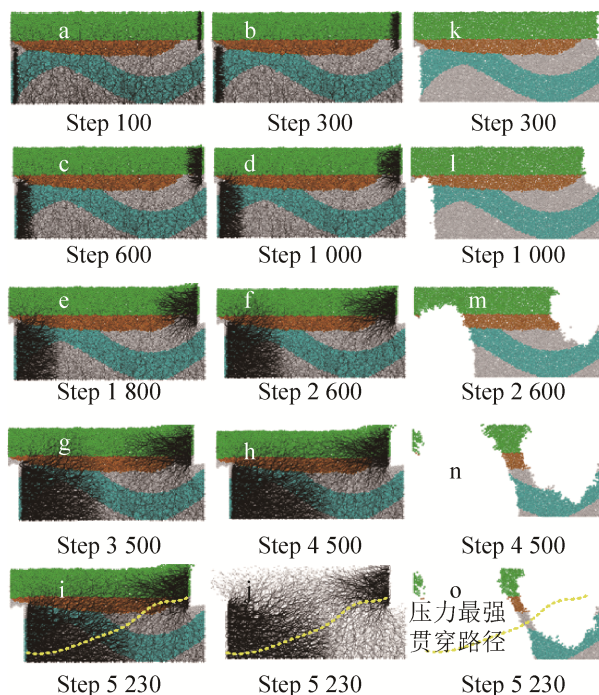 a b k
Step 100 Step 300 Step 300
c d l
Step 600 Step 1 000 Step 1 000
e f m
Step 1 800 Step 2 600 Step 2 600
g h n
Step 3 500 Step 4 500 Step 4 500
i j o
压力最强
贯穿路径
Step 5 230 Step 5 230 Step 5 230